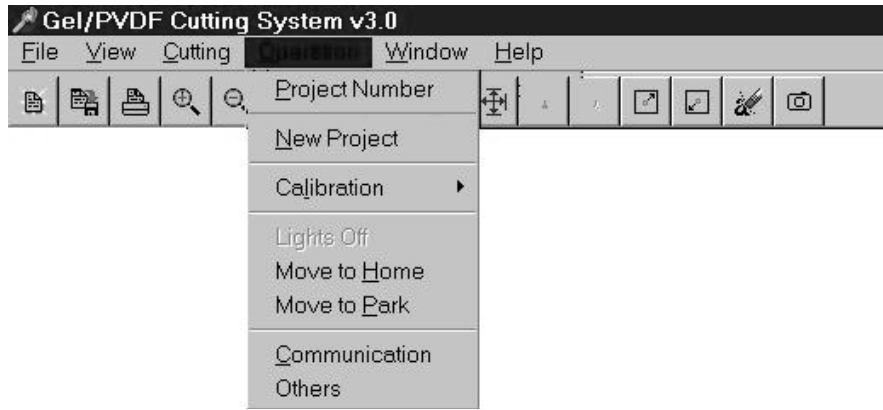 Gel/PVDF Cutting System v3.0
File View Cutting Operation Window Help
Project Number
New Project
Calibration
Lights Off
Move to Home
Move to Park
Communication
Others